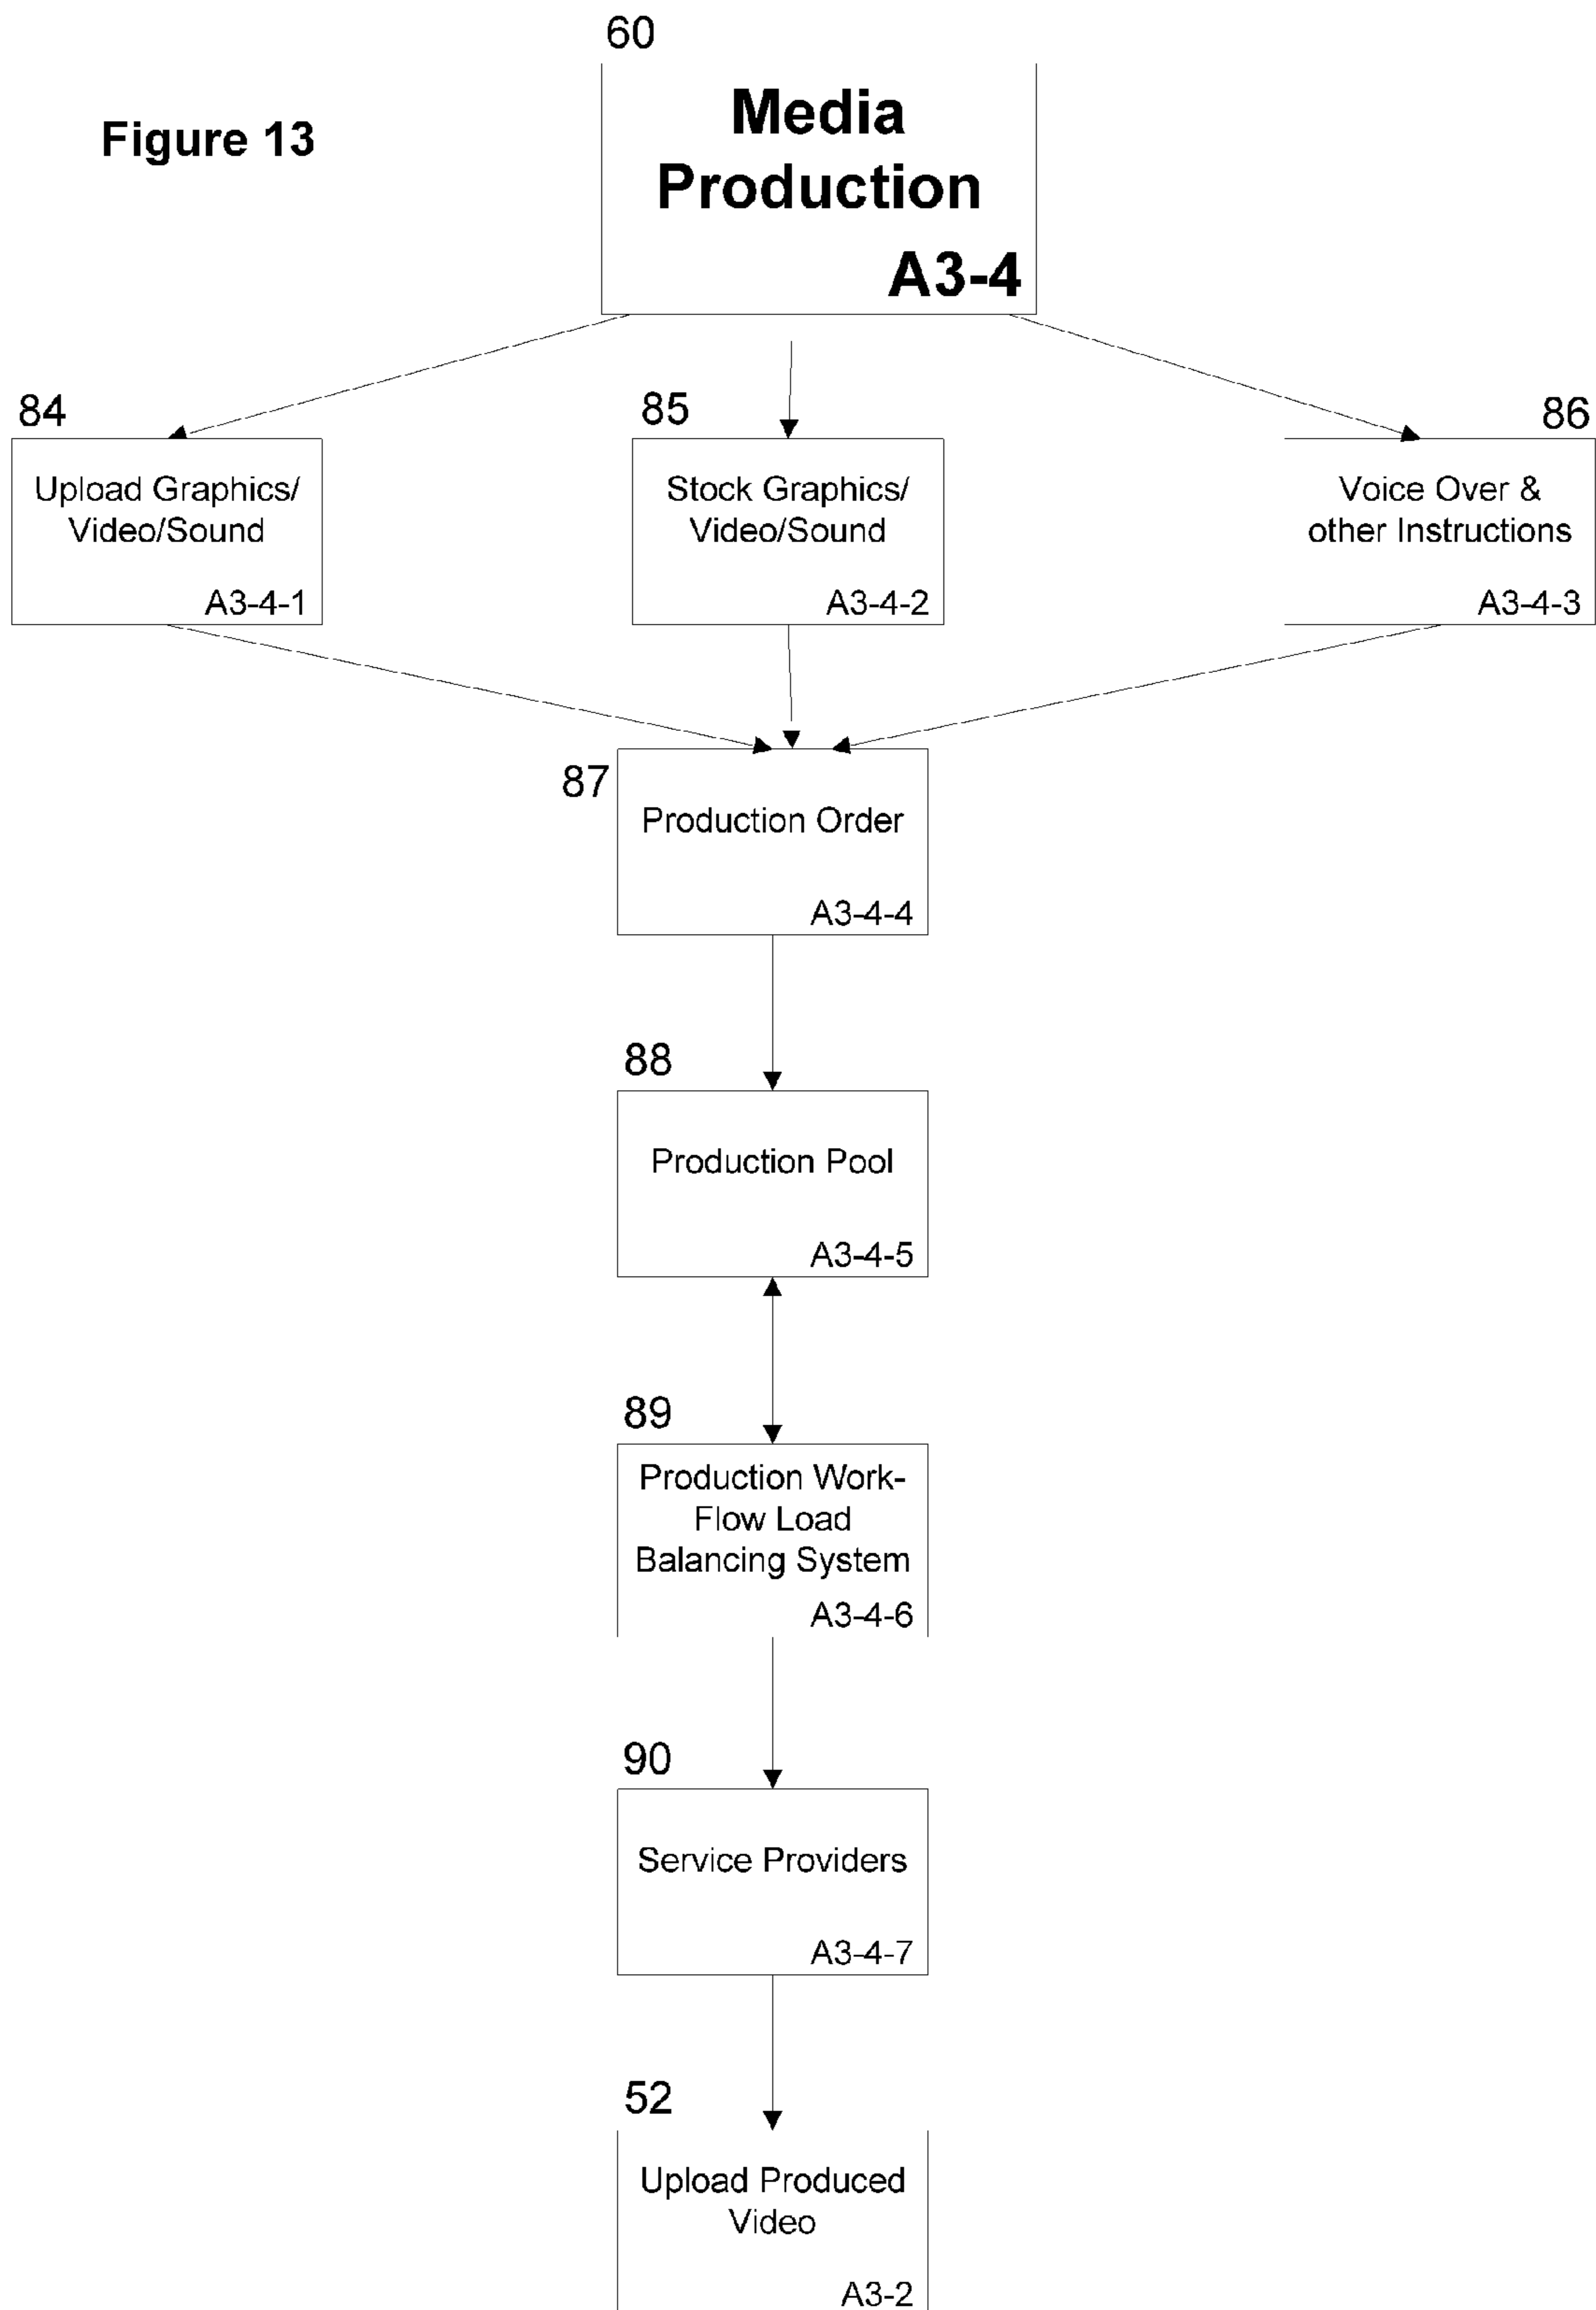 60
Figure 13
Media
Production
A3-4
84
Upload Graphics/
Video/Sound
A3-4-1
85
Stock Graphics/
Video/Sound
A3-4-2
86
Voice Over &
other Instructions
A3-4-3
87
Production Order
A3-4-4
88
Production Pool
A3-4-5
89
Production Work-
Flow Load
Balancing System
A3-4-6
90
Service Providers
A3-4-7
52
Upload Produced
Video
A3-2